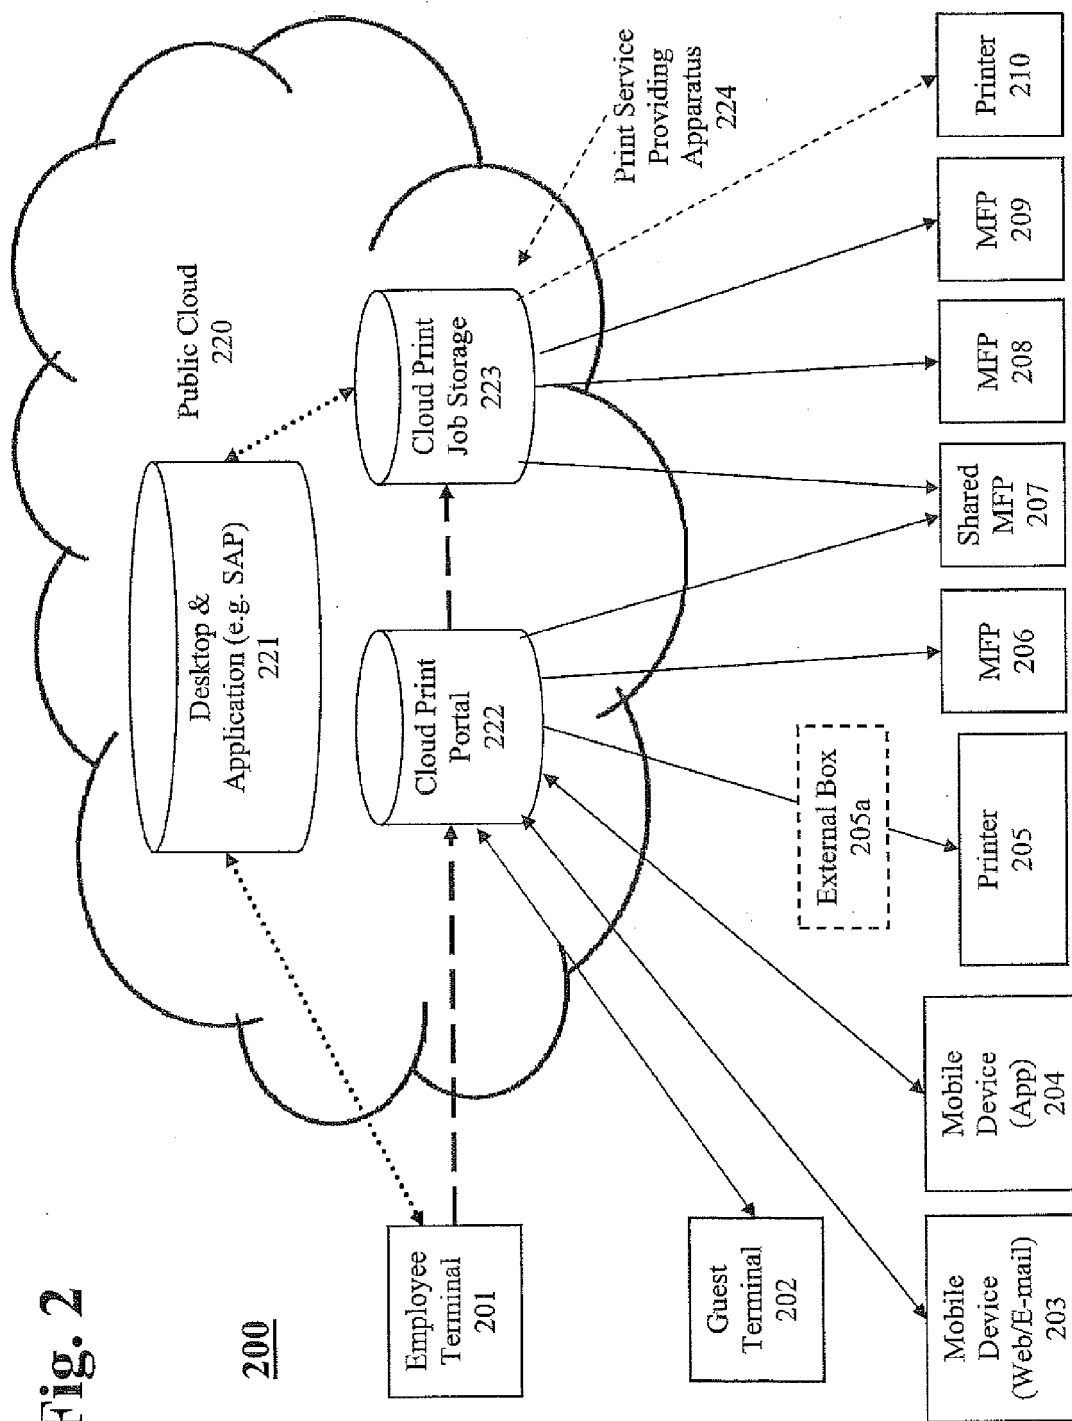 Fig. 2
200
Public Cloud
220
Desktop &
Application (e.g. SAP)
221
Employee
Terminal
201
Cloud Print
Portal
222
Cloud Print
Job Storage
223
Print Service
Providing
Apparatus
224
Guest
Terminal
202
External Box
205a
Mobile
Device
(Web/E-mail)
203
Mobile
Device
(App)
204
Printer
205
MFP
206
Shared
MFP
207
MFP
208
MFP
209
Printer
210